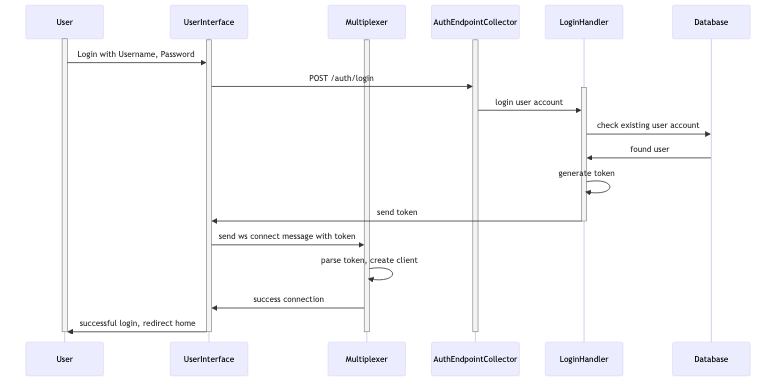 User UserInterface Multiplexer AuthEndpointCollector LoginHandler Database
Login with Username, Password
POST /auth/login
login user account
check existing user account
found user
generate token
send token
send ws connect message with token
parse token, create client
success connection
successful login, redirect home
User UserInterface Multiplexer AuthEndpointCollector LoginHandler Database